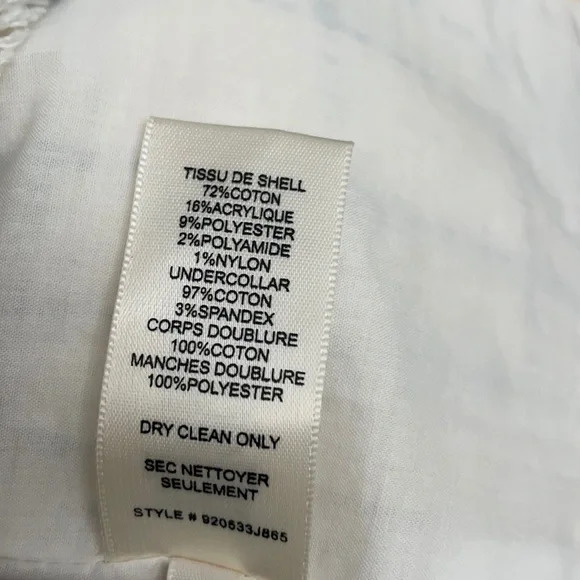 TISSU DE SHELL
72%COTON
16%ACRYLIQUE
9%POLYESTER
2%POLYAMIDE
1%NYLON
UNDERCOLLAR
97%COTON
3%SPANDEX
CORPS DOUBLURE
100%COTON
MANCHES DOUBLURE
100%POLYESTER
DRY CLEAN ONLY
SEC NETTOYER
SEULEMENT
STYLE # 920633J865